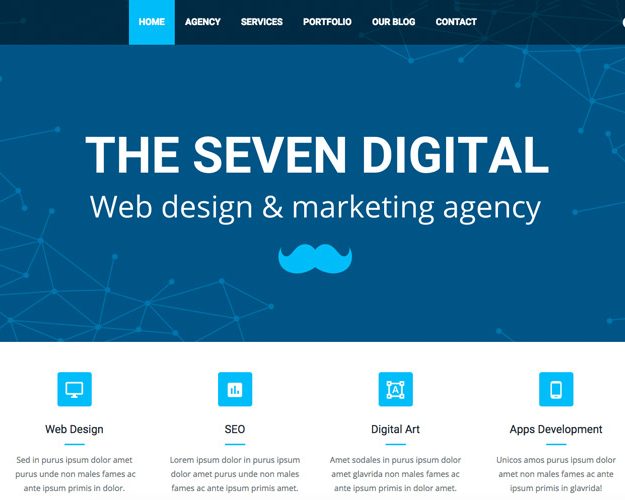 HOME AGENCY SERVICES PORTFOLIO OUR BLOG CONTACT
THE SEVEN DIGITAL
Web design & marketing agency
Web Design
Sed in purus ipsum dolor amet
purus unde non males fames ac
ante ipsum primis in dolor.
SEO
Lorem ipsum dolor in purus ipsum
dolor amet purus unde non males
fames ac ante ipsum primis.
A
Digital Art
Amet sodales in purus ipsum dolor
amet glavrida non males fames ac
ante ipsum primis in.
Apps Development
Unicos amos purus ipsum dolor
amet non males fames ac ante
ipsum primis in glavrida!